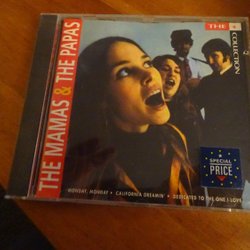 THE MAMAS & THE PAPAS
THE
COLLECTION
SPECIAL
PRICE
MONDAY, MONDAY • CALIFORNIA DREAMIN' • DEDICATED TO THE ONE I LOVE